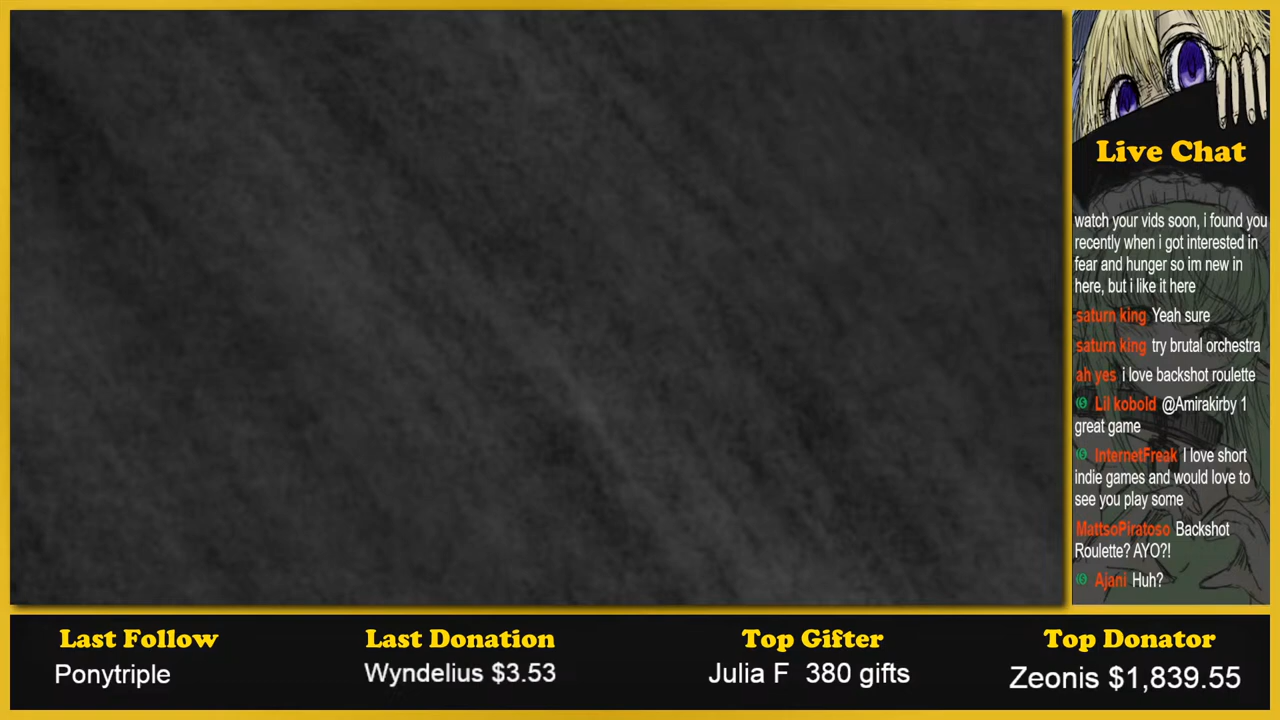 Live Chat
watch your vids soon, i found you
recently when i got interested in
fear and hunger so im new in
here, but i like it here
saturn king Yeah sure
saturn king try brutal orchestra
ah yes i love backshot roulette
Lil kobold @Amirakirby 1
great game
InternetFreak I love short
indie games and would love to
see you play some
MattsoPiratoso Backshot
Roulette? AYO?!
Ajani Huh?
Last Follow
Ponytriple
Last Donation
Wyndelius $3.53
Top Gifter
Julia F 380 gifts
Top Donator
Zeonis $1,839.55